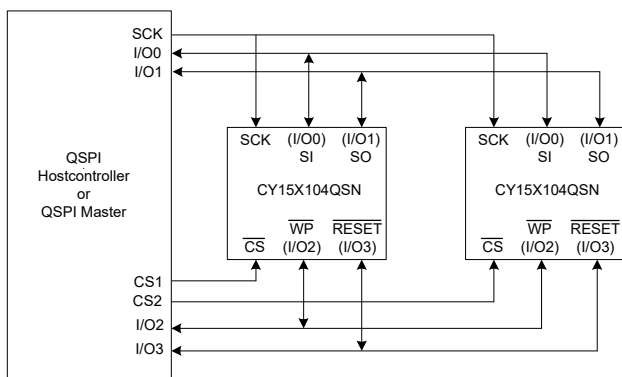 SCK
I/O0
I/O1
QSPI
Hostcontroller
or
QSPI Master
CS1
CS2
I/O2
I/O3
SCK (I/O0) (I/O1)
SI SO
CY15X104QSN
WP RESET
CS (I/O2) (I/O3)
SCK (I/O0) (I/O1)
SI SO
CY15X104QSN
WP RESET
CS (I/O2) (I/O3)